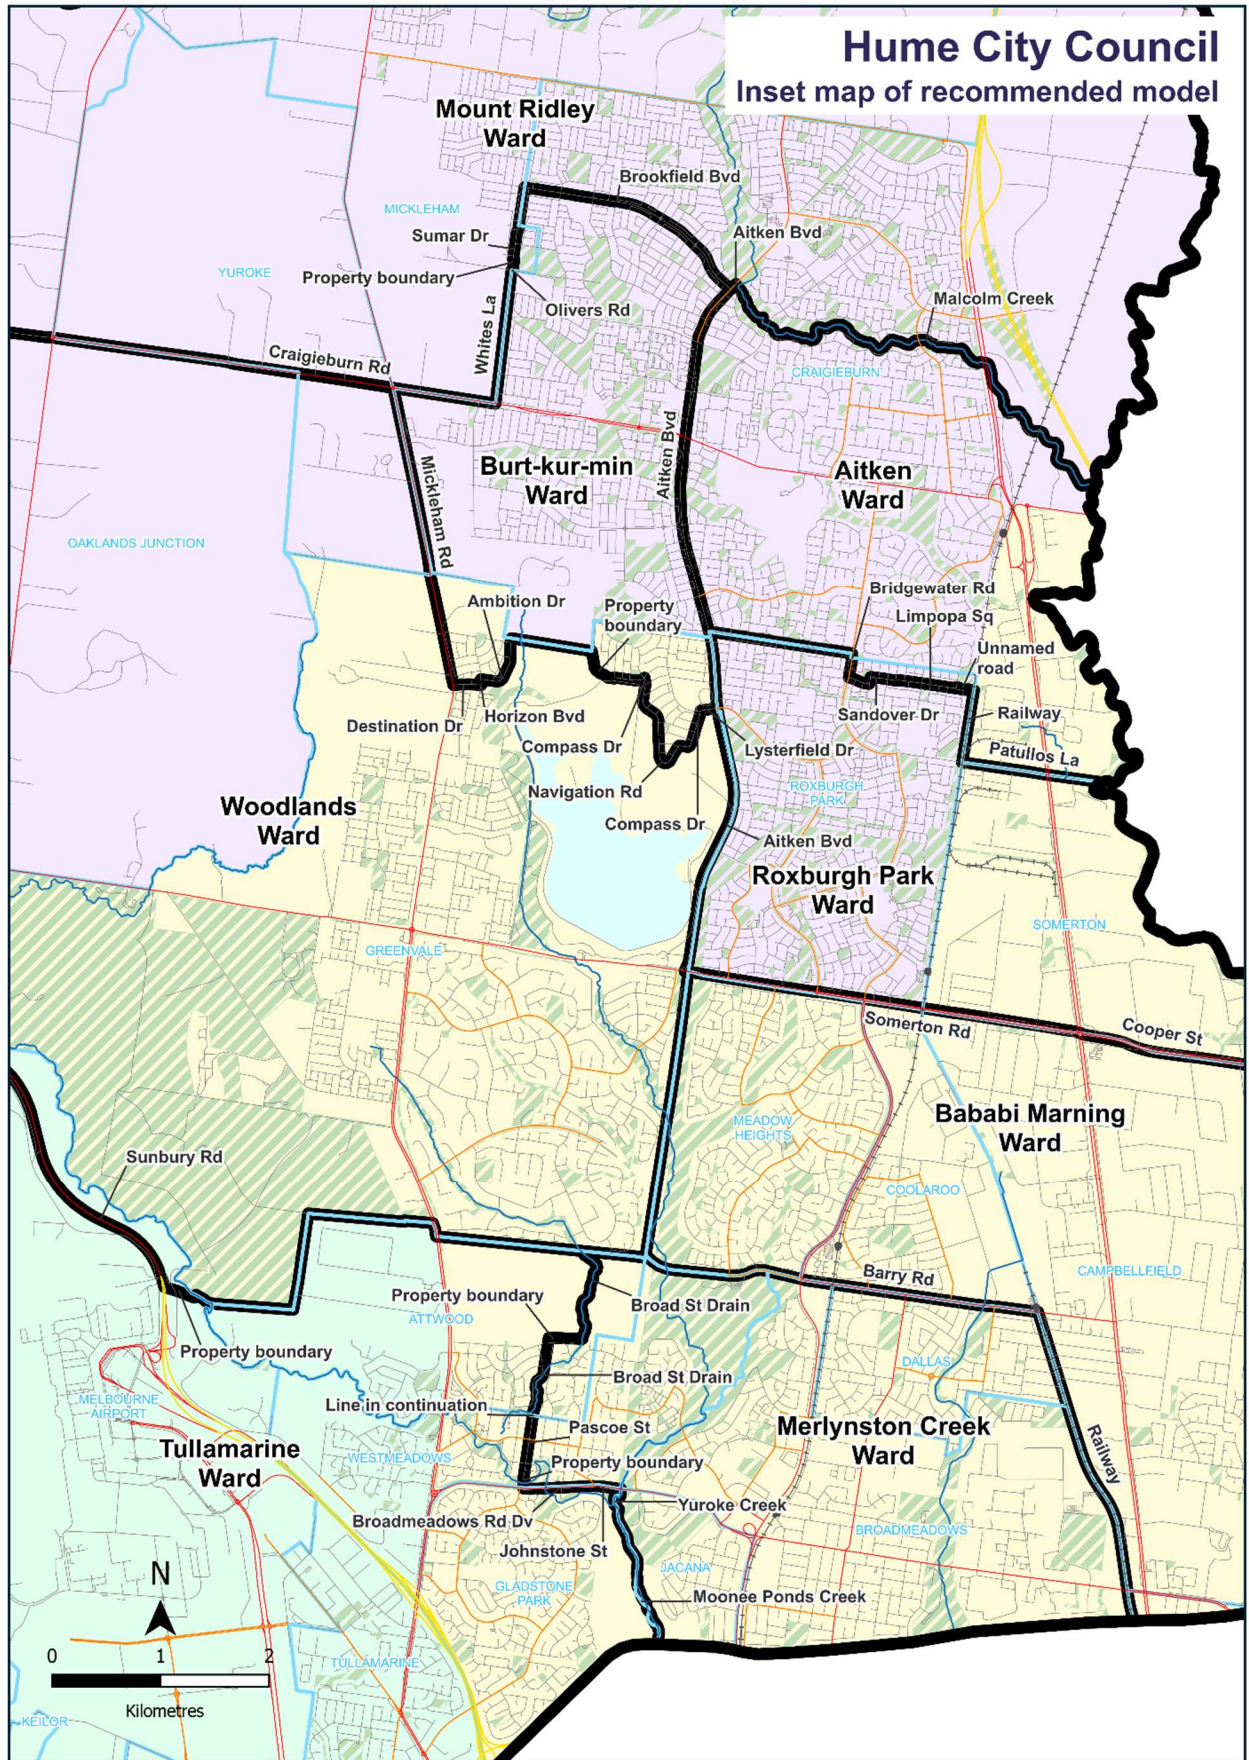 Hume City Council
Inset map of recommended model
Mount Ridley
Ward
Brookfield Bvd
MICKLEHAM
Sumar Dr
Aitken Bvd
YUROKE
Property boundary
Olivers Rd
Malcolm Creek
Whites La
Craigieburn Rd
CRAIGIEBURN
Aitken Bvd
Burt-kur-min
Ward
Aitken
Ward
Mickleham Rd
OAKLANDS JUNCTION
Ambition Dr
Property
boundary
Bridgewater Rd
Limpopa Sq
Unnamed
road
Destination Dr
Horizon Bvd
Compass Dr
Sandover Dr
Railway
Lysterfield Dr
Patullos La
Navigation Rd
ROXBURGH
PARK
Woodlands
Ward
Compass Dr
Aitken Bvd
Roxburgh Park
Ward
GREENVALE
SOMERTON
Somerton Rd
Cooper St
MEADOW
HEIGHTS
Bababi Marning
Ward
Sunbury Rd
COOLAROO
Barry Rd
CAMPBELLFIELD
Property boundary
Broad St Drain
ATTWOOD
Property boundary
DALLAS
Broad St Drain
MELBOURNE
AIRPORT
Line in continuation
Pascoe St
Merlynston Creek
Ward
Tullamarine
Ward
WESTMEADOWS
Property boundary
Railway
Yuroke Creek
Broadmeadows Rd Dv
BROADMEADOWS
Johnstone St
JACANA
N
GLADSTONE
PARK
Moonee Ponds Creek
0 1 2
Kilometres
TULLAMARINE
KEILOR